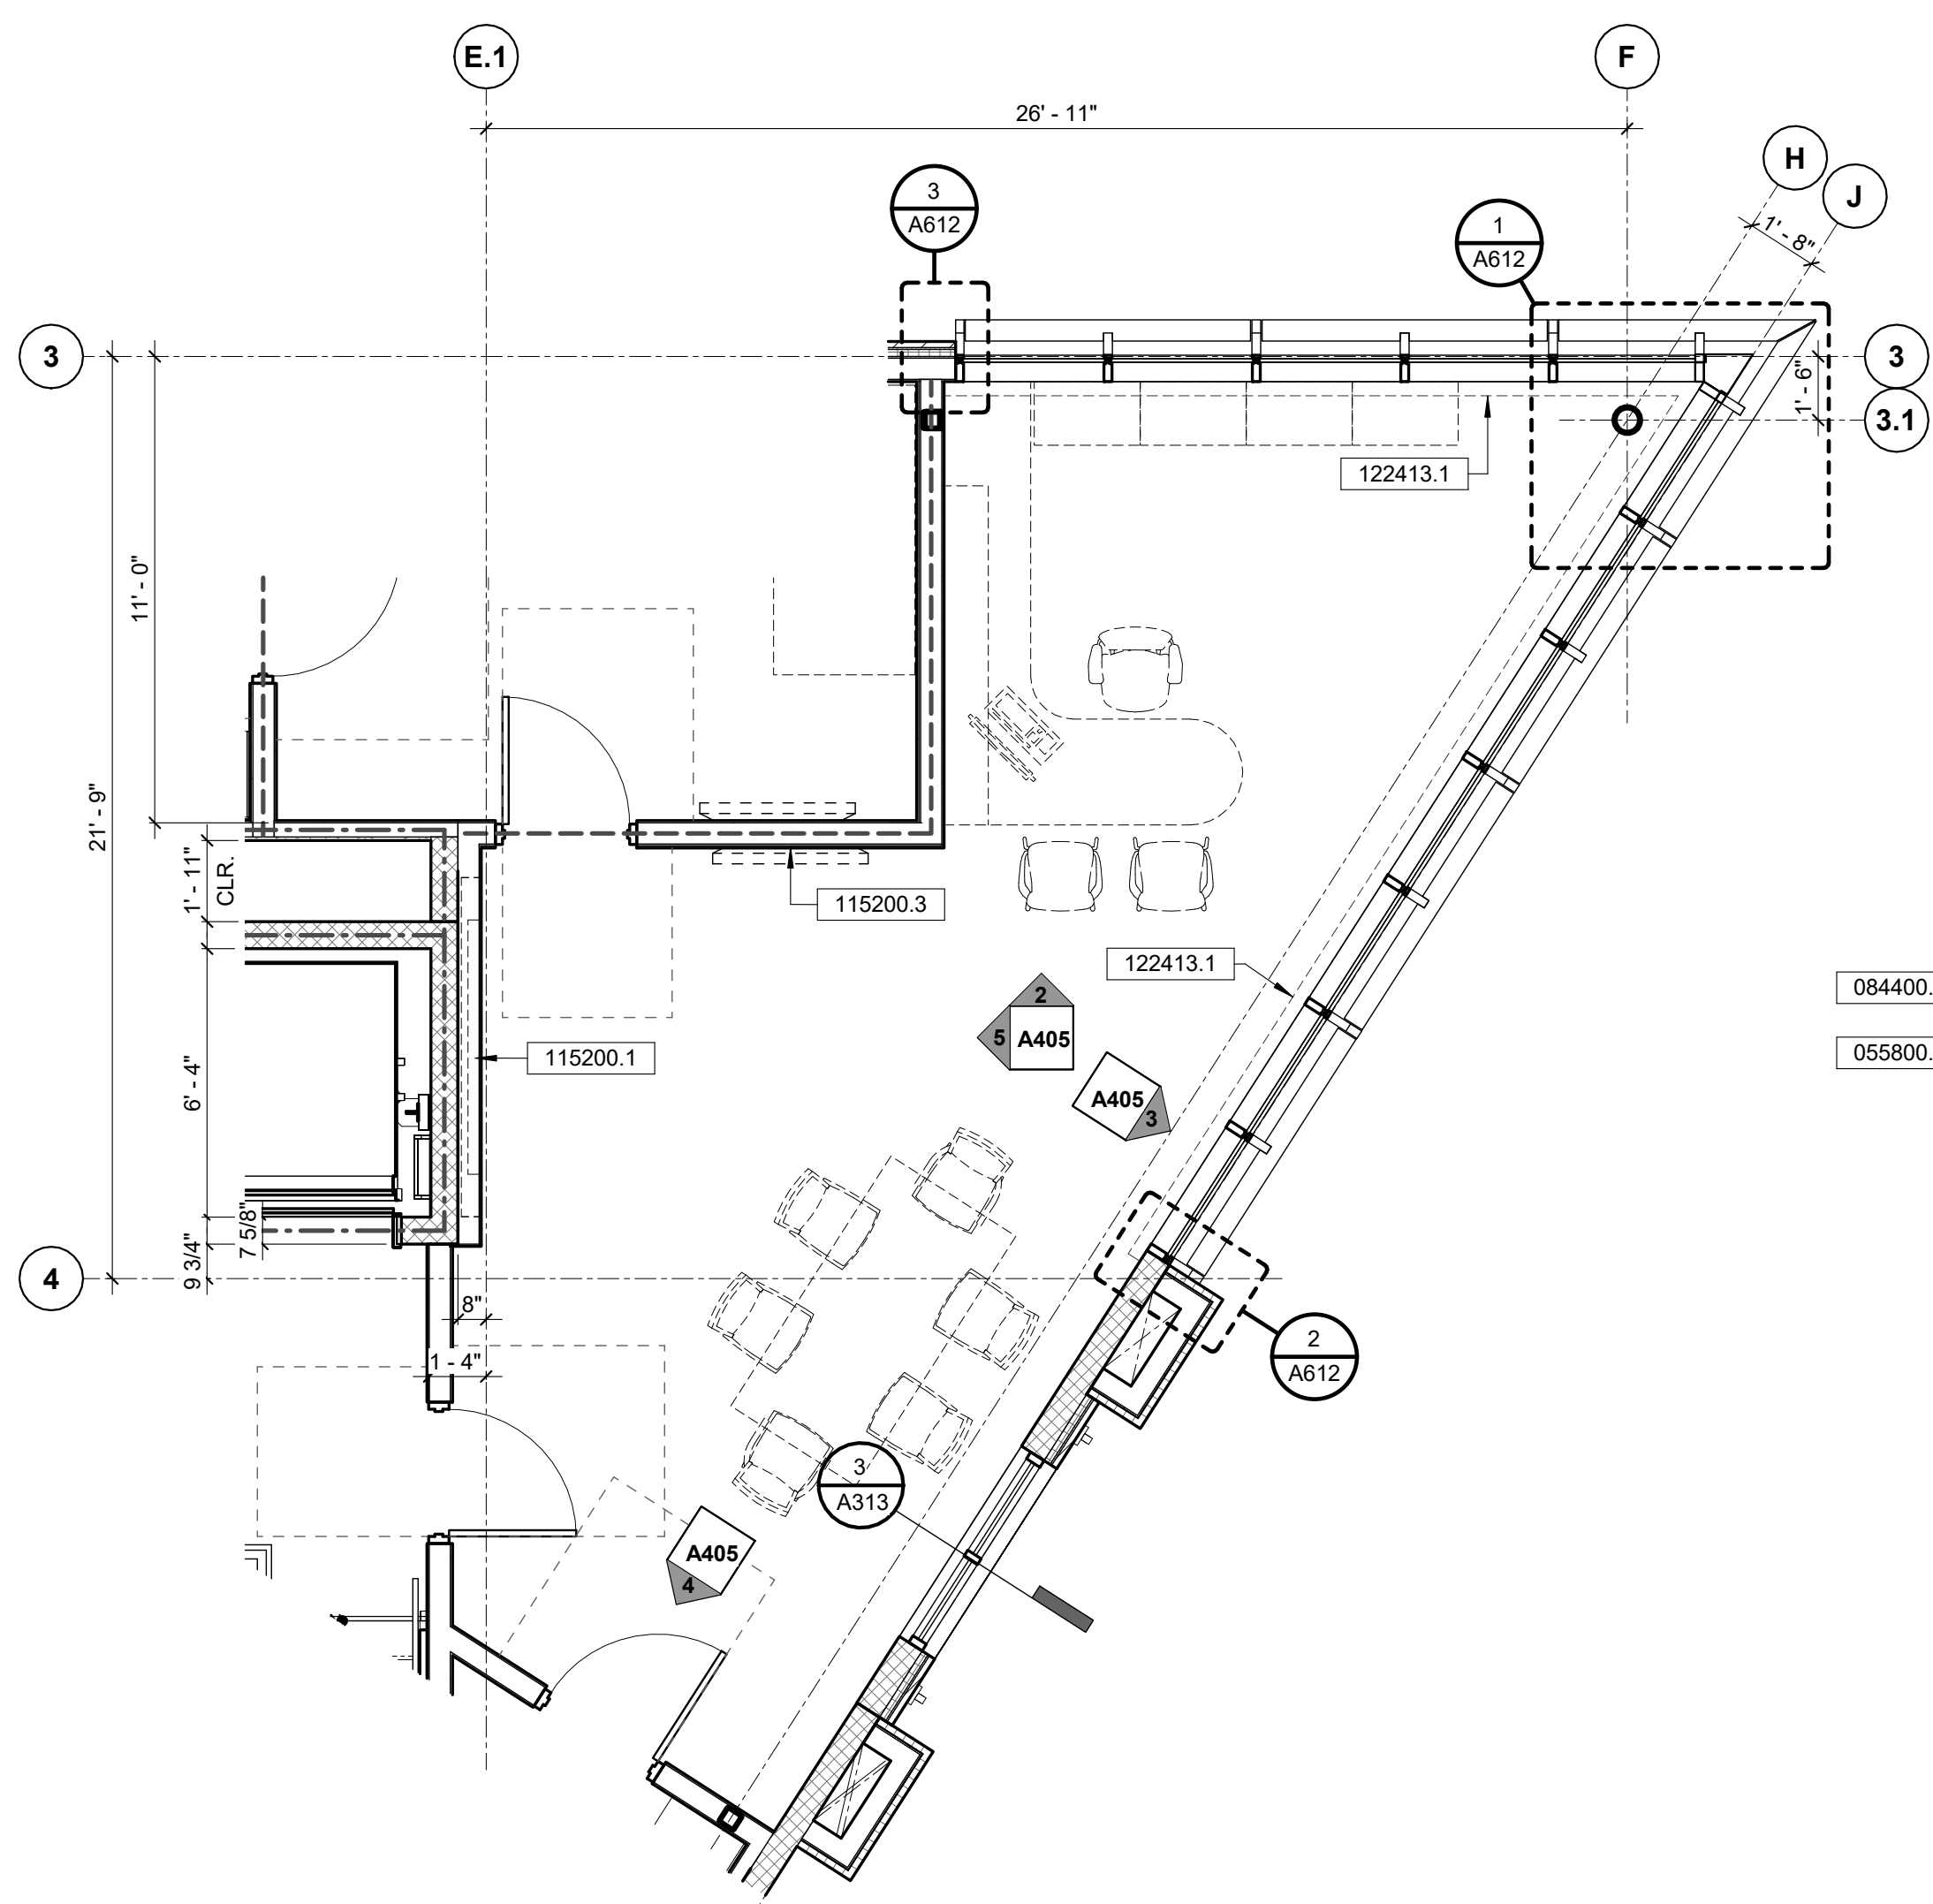 E.1
F
26' - 11"
H
J
1' - 8"
3
A612
1
A612
3
3
1' - 6"
3.1
122413.1
11' - 0"
21' - 9"
1' - 11"
CLR.
115200.3
122413.1
084400.
2
5
A405
055800.
115200.1
A405
3
6' - 4"
7 5/8"
9 3/4"
4
8"
2
A612
1 - 4"
3
A313
A405
4